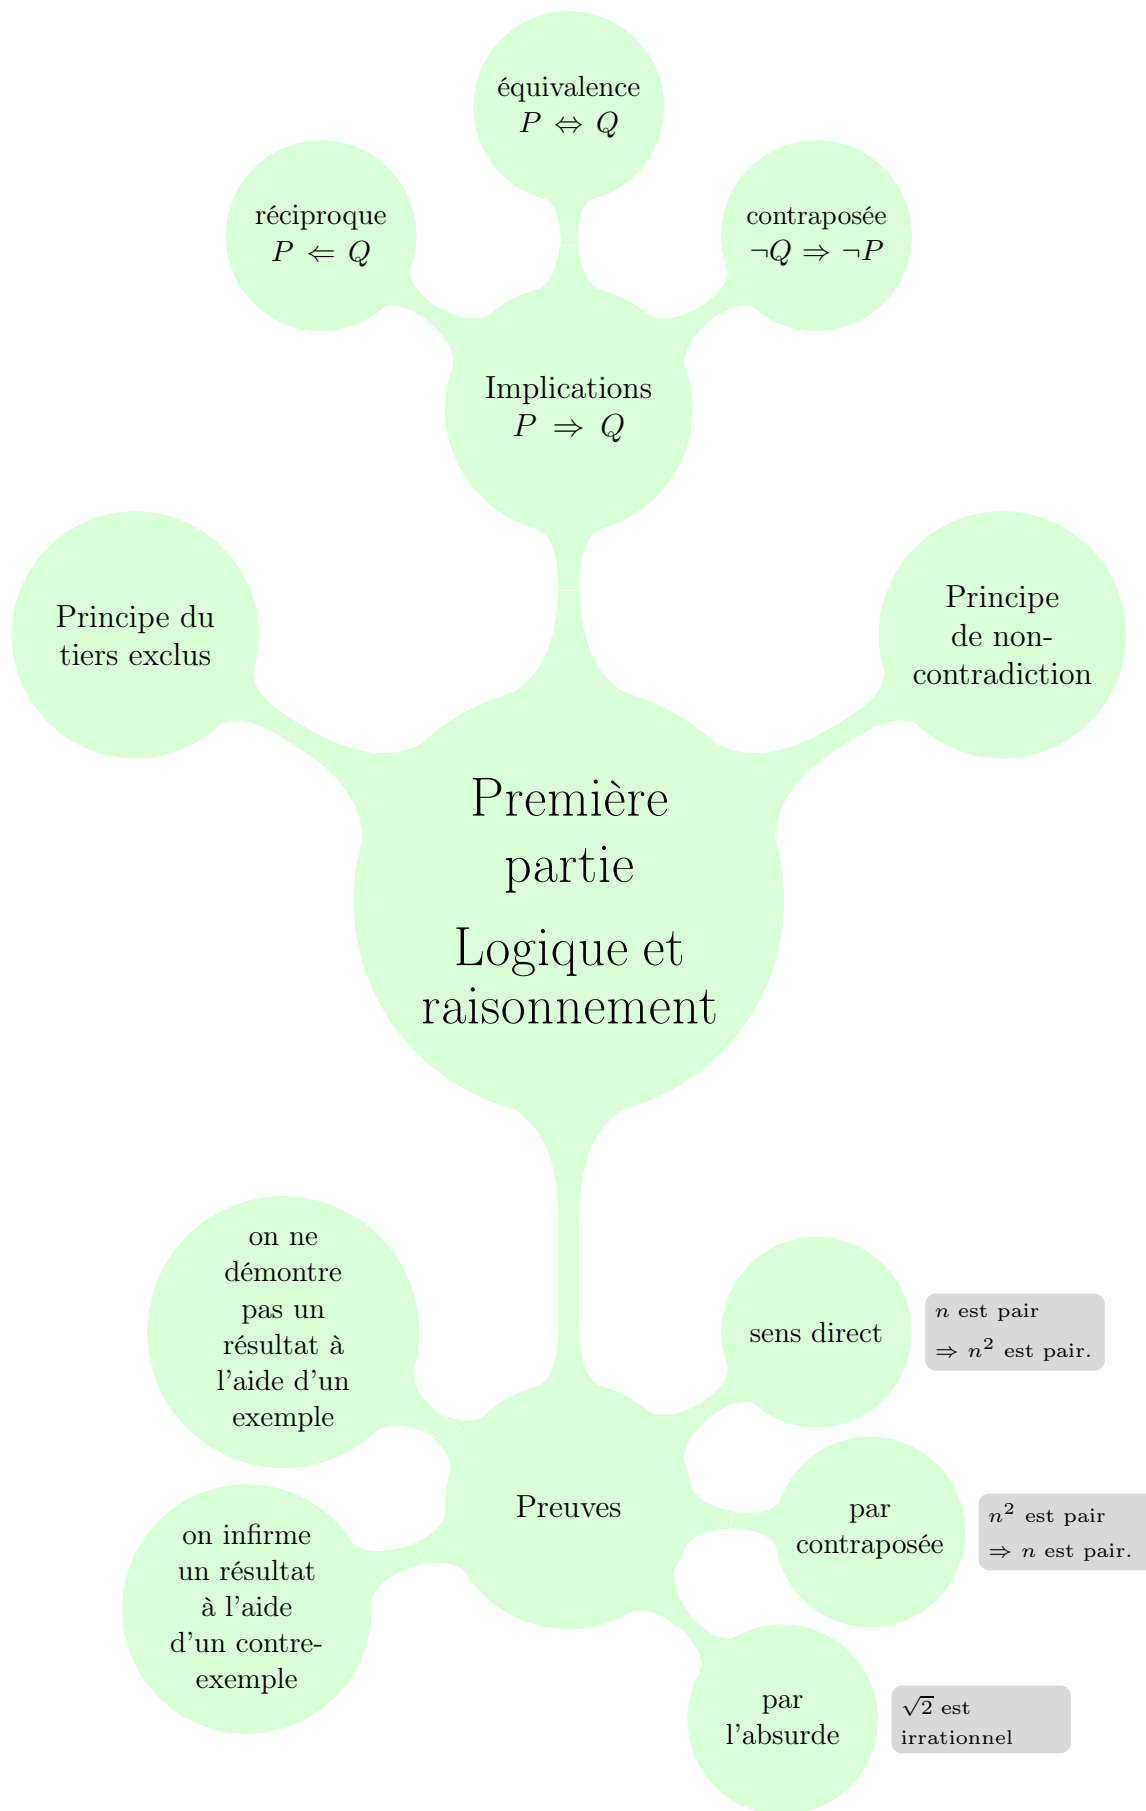 équivalence
P ⇔ Q
réciproque
P ⇐ Q
contraposée
¬Q ⇒ ¬P
Implications
P ⇒ Q
Principe du
tiers exclus
Principe
de non-
contradiction
Première
partie
Logique et
raisonnement
on ne
démontre
pas un
résultat à
l'aide d'un
exemple
sens direct
n est pair
⇒ n² est pair.
Preuves
par
contraposée
n² est pair
⇒ n est pair.
on infirme
un résultat
à l'aide
d'un contre-
exemple
par
l'absurde
√2 est
irrationnel